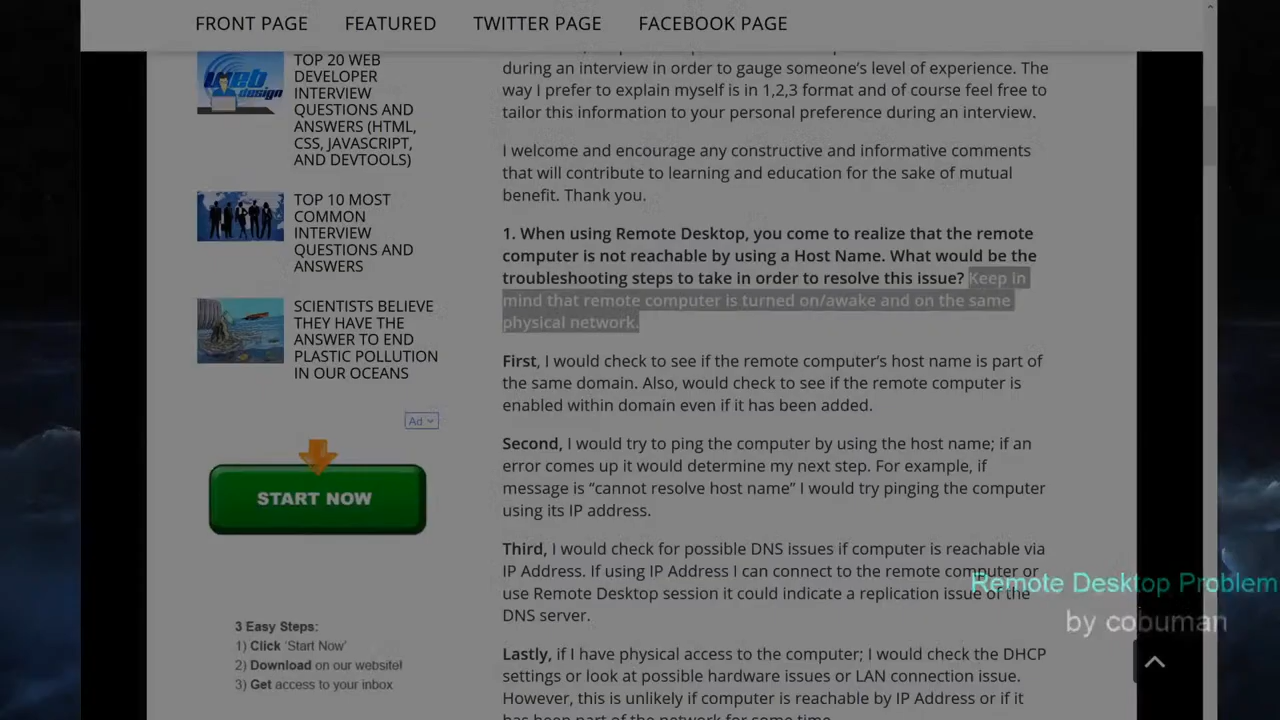 FRONT PAGE
FEATURED
TWITTER PAGE
FACEBOOK PAGE
TOP 20 WEB
DEVELOPER
INTERVIEW
QUESTIONS AND
ANSWERS (HTML,
CSS, JAVASCRIPT,
AND DEVTOOLS)
TOP 10 MOST
COMMON
INTERVIEW
QUESTIONS AND
ANSWERS
SCIENTISTS BELIEVE
THEY HAVE THE
ANSWER TO END
PLASTIC POLLUTION
IN OUR OCEANS
Ad
START NOW
3 Easy Steps:
1) Click ‘Start Now’
2) Download on our website!
3) Get access to your inbox
during an interview in order to gauge someone’s level of experience. The
way I prefer to explain myself is in 1,2,3 format and of course feel free to
tailor this information to your personal preference during an interview.
I welcome and encourage any constructive and informative comments
that will contribute to learning and education for the sake of mutual
benefit. Thank you.
1. When using Remote Desktop, you come to realize that the remote
computer is not reachable by using a Host Name. What would be the
troubleshooting steps to take in order to resolve this issue? Keep in
mind that remote computer is turned on/awake and on the same
physical network.
First, I would check to see if the remote computer’s host name is part of
the same domain. Also, would check to see if the remote computer is
enabled within domain even if it has been added.
Second, I would try to ping the computer by using the host name; if an
error comes up it would determine my next step. For example, if
message is “cannot resolve host name” I would try pinging the computer
using its IP address.
Third, I would check for possible DNS issues if computer is reachable via
IP Address. If using IP Address I can connect to the remote computer or
use Remote Desktop session it could indicate a replication issue of the
DNS server.
Lastly, if I have physical access to the computer; I would check the DHCP
settings or look at possible hardware issues or LAN connection issue.
However, this is unlikely if computer is reachable by IP Address or if it
has been part of the network for some time.
Remote Desktop Problem
by cobuman